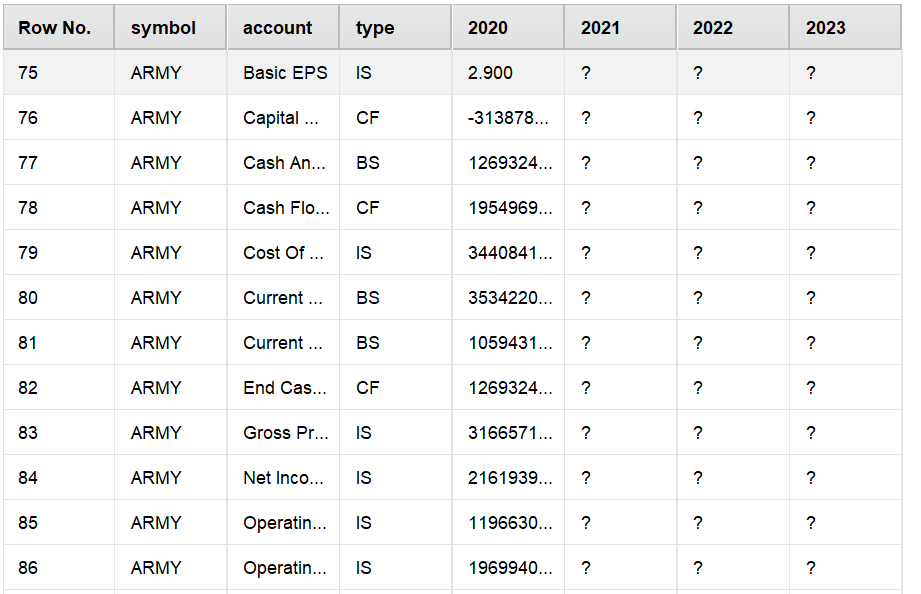 Row No. symbol account type 2020 2021 2022 2023
75 ARMY Basic EPS IS 2.900 ? ? ?
76 ARMY Capital ... CF -313878... ? ? ?
77 ARMY Cash An... BS 1269324... ? ? ?
78 ARMY Cash Flo... CF 1954969... ? ? ?
79 ARMY Cost Of ... IS 3440841... ? ? ?
80 ARMY Current ... BS 3534220... ? ? ?
81 ARMY Current ... BS 1059431... ? ? ?
82 ARMY End Cas... CF 1269324... ? ? ?
83 ARMY Gross Pr... IS 3166571... ? ? ?
84 ARMY Net Inco... IS 2161939... ? ? ?
85 ARMY Operatin... IS 1196630... ? ? ?
86 ARMY Operatin... IS 1969940... ? ? ?